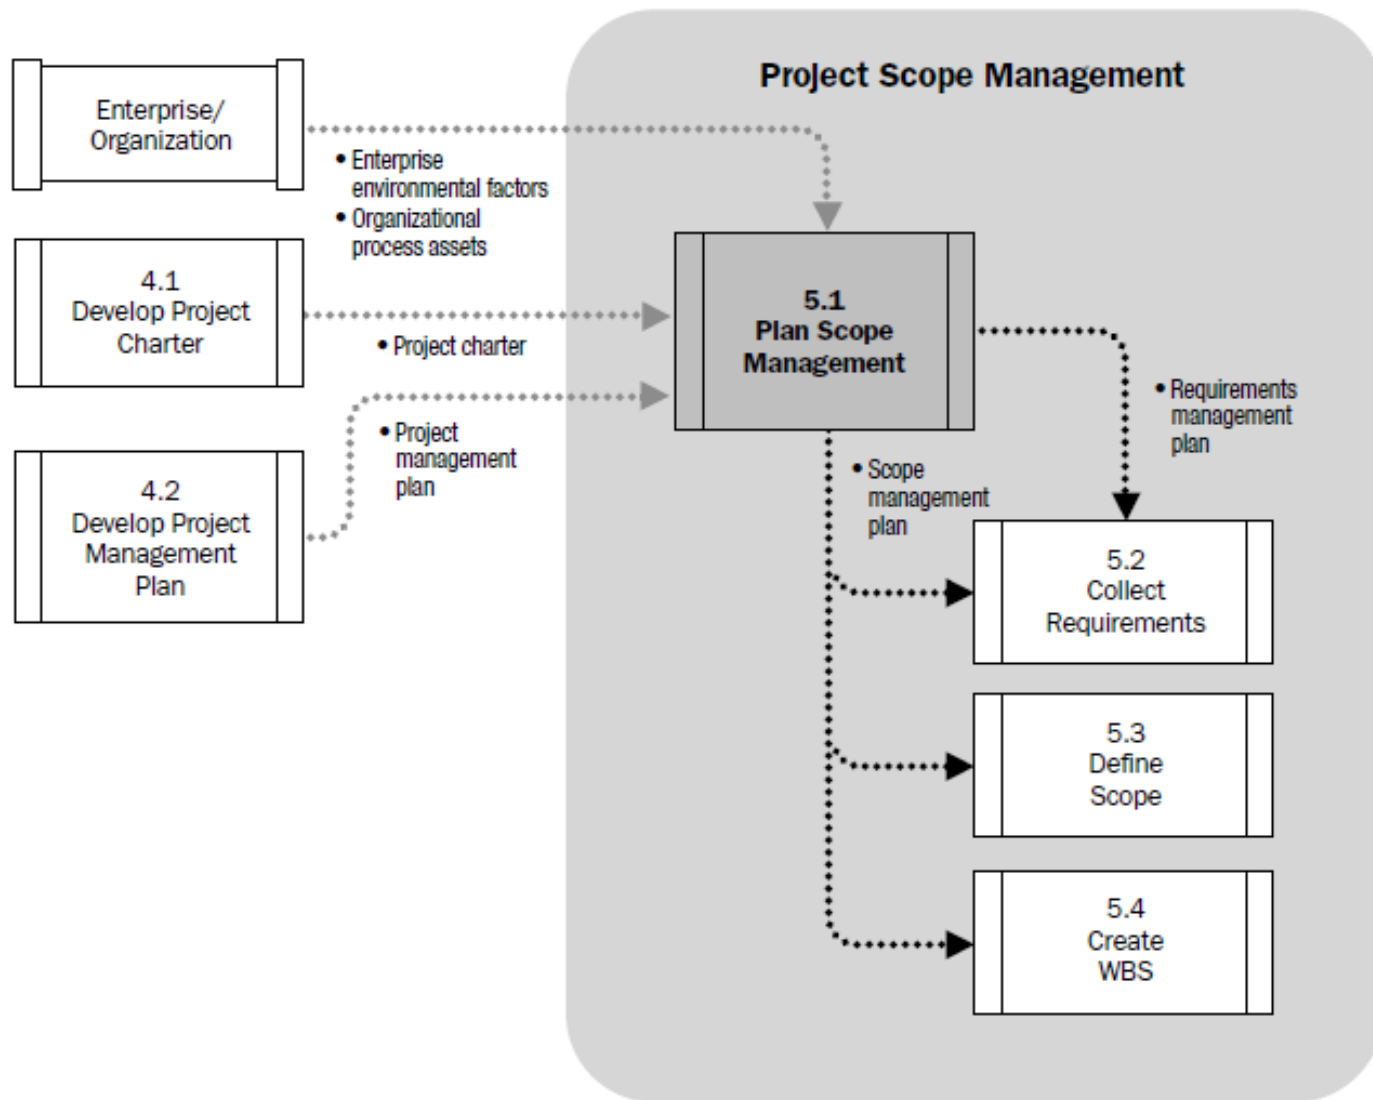 Project Scope Management
Enterprise/
Organization
• Enterprise
environmental factors
• Organizational
process assets
4.1
Develop Project
Charter
• Project charter
5.1
Plan Scope
Management
• Project
management
plan
• Requirements
management
plan
4.2
Develop Project
Management
Plan
• Scope
management
plan
5.2
Collect
Requirements
5.3
Define
Scope
5.4
Create
WBS